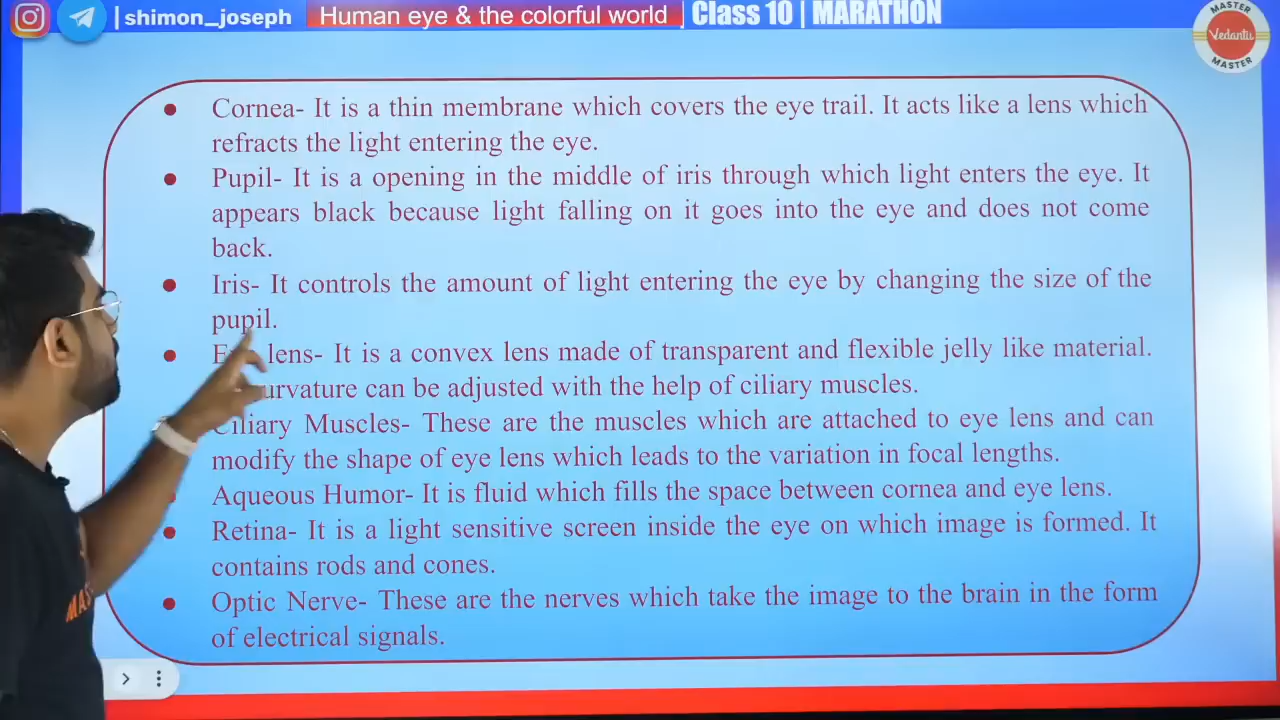 | shimon_joseph Human eye & the colorful world | Class 10 | MARATHON
MASTER
Vedantu
MASTER
Cornea- It is a thin membrane which covers the eye trail. It acts like a lens which
refracts the light entering the eye.
Pupil- It is a opening in the middle of iris through which light enters the eye. It
appears black because light falling on it goes into the eye and does not come
back.
Iris- It controls the amount of light entering the eye by changing the size of the
pupil.
lens- It is a convex lens made of transparent and flexible jelly like material.
can be adjusted with the help of ciliary muscles.
Ciliary Muscles- These are the muscles which are attached to eye lens and can
modify the shape of eye lens which leads to the variation in focal lengths.
Aqueous Humor- It is fluid which fills the space between cornea and eye lens.
Retina- It is a light sensitive screen inside the eye on which image is formed. It
contains rods and cones.
Optic Nerve- These are the nerves which take the image to the brain in the form
of electrical signals.